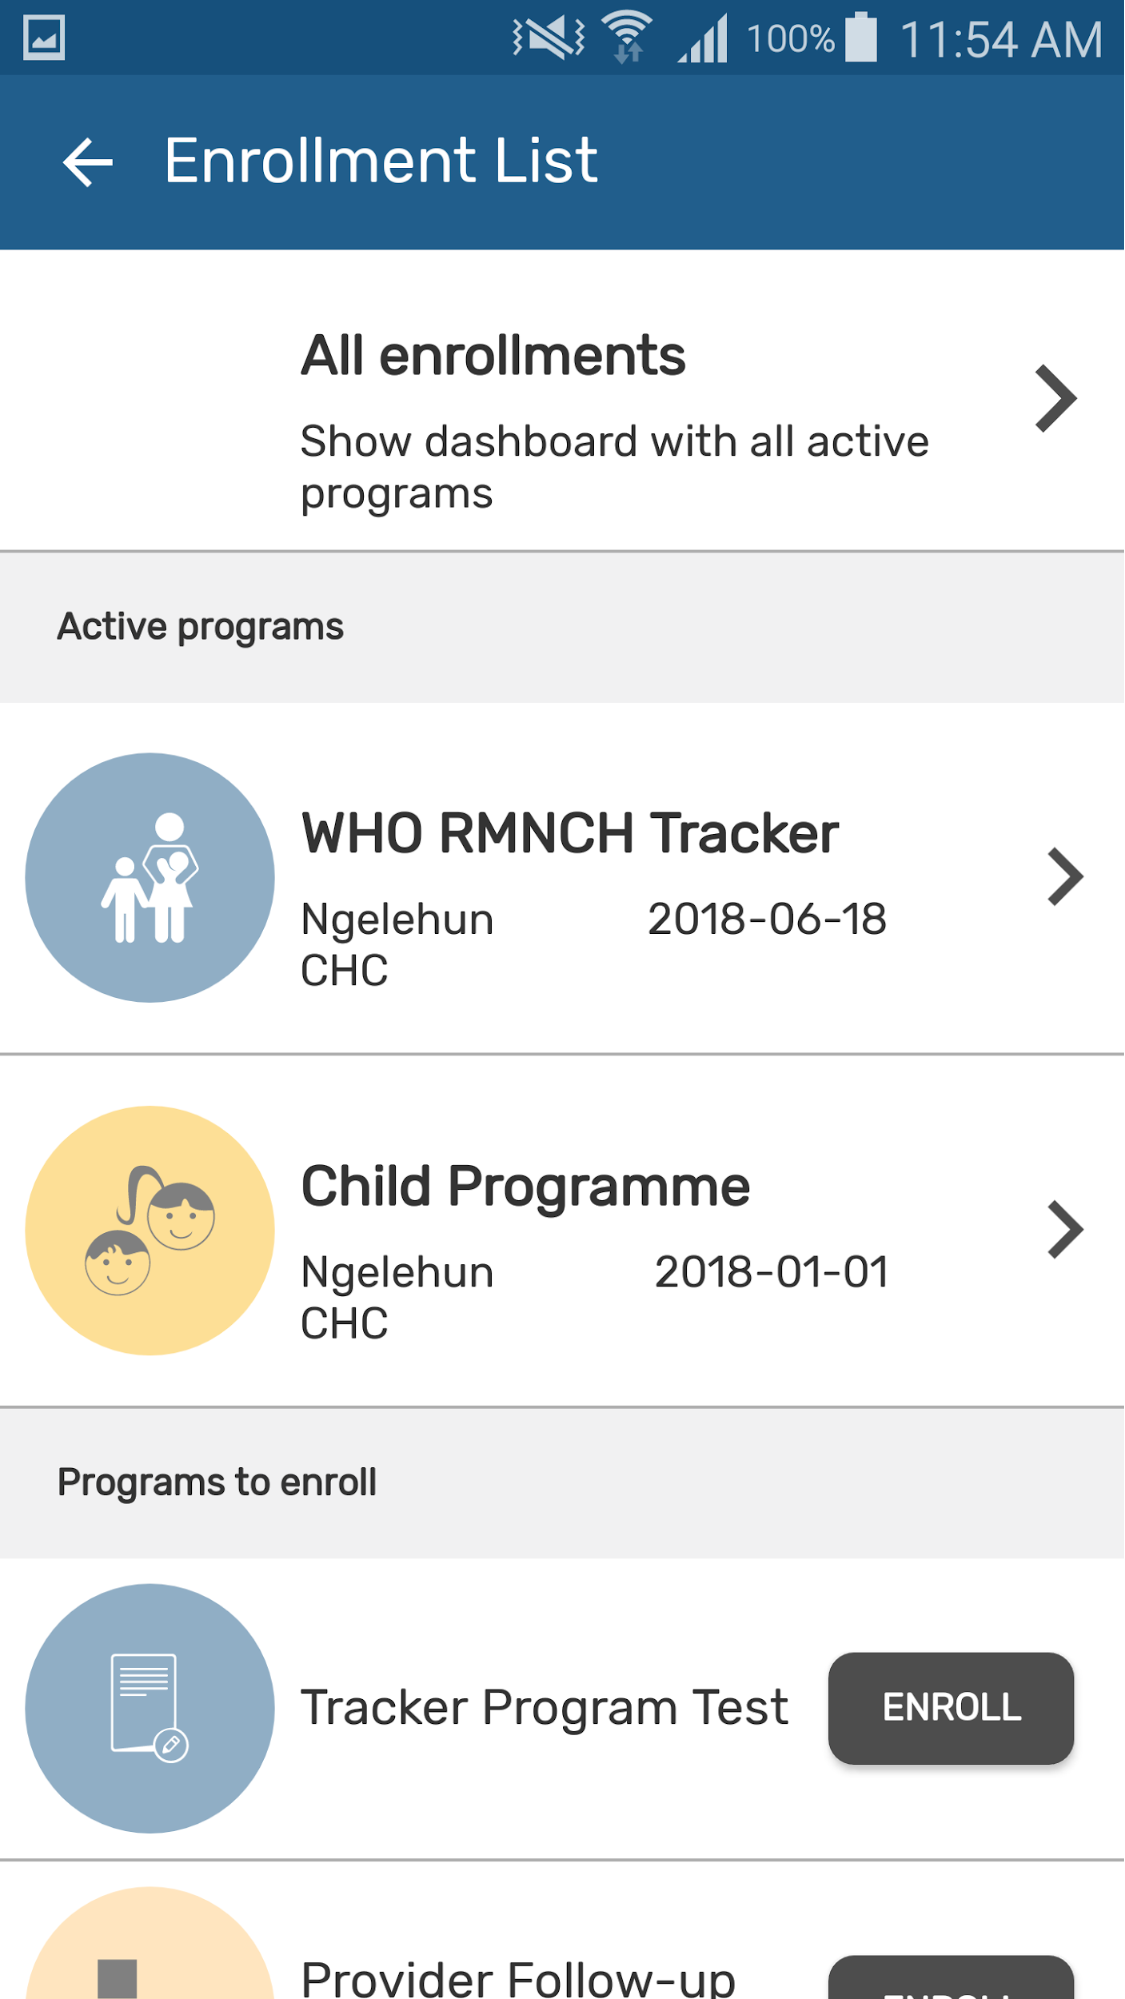 100% 11:54 AM
Enrollment List
All enrollments
Show dashboard with all active
programs
Active programs
WHO RMNCH Tracker
Ngelehun 2018-06-18
CHC
Child Programme
Ngelehun 2018-01-01
CHC
Programs to enroll
Tracker Program Test ENROLL
Provider Follow-up ENROLL